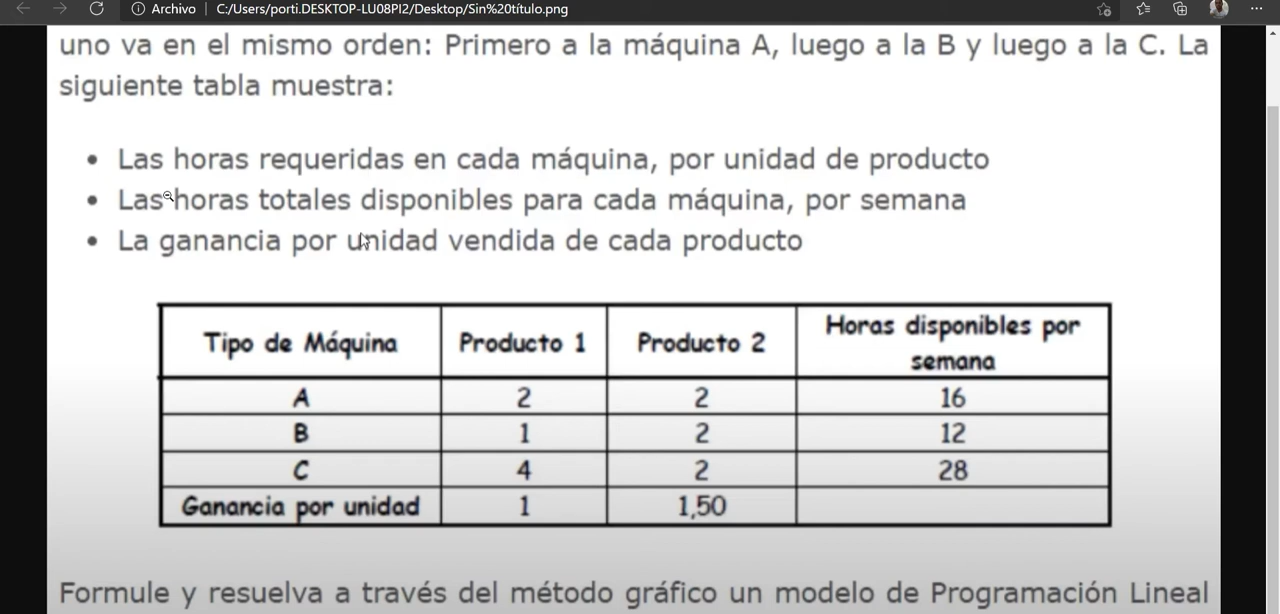 Archivo C:/Users/porti.DESKTOP-LU08PI2/Desktop/Sin%20título.png
uno va en el mismo orden: Primero a la máquina A, luego a la B y luego a la C. La
siguiente tabla muestra:
• Las horas requeridas en cada máquina, por unidad de producto
• Las horas totales disponibles para cada máquina, por semana
• La ganancia por unidad vendida de cada producto
Tipo de Máquina Producto 1 Producto 2 Horas disponibles por semana
A 2 2 16
B 1 2 12
C 4 2 28
Ganancia por unidad 1 1,50
Formule y resuelva a través del método gráfico un modelo de Programación Lineal